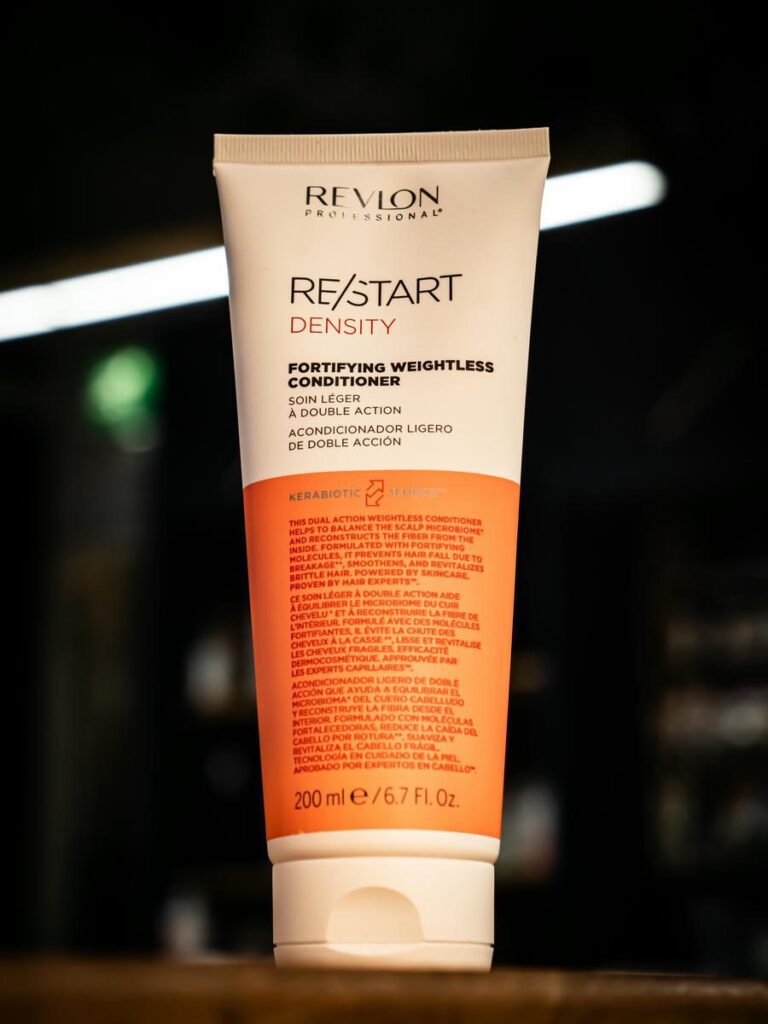 REVLON
PROFESSIONAL®
RE/START
DENSITY
FORTIFYING WEIGHTLESS
CONDITIONER
SOIN LÉGER
À DOUBLE ACTION
ACONDICIONADOR LIGERO
DE DOBLE ACCIÓN
KERABIOTIC 3FORCE™
THIS DUAL ACTION WEIGHTLESS CONDITIONER
HELPS TO BALANCE THE SCALP MICROBIOME*
AND RECONSTRUCTS THE FIBER FROM THE
INSIDE. FORMULATED WITH FORTIFYING
MOLECULES, IT PREVENTS HAIR FALL DUE TO
BREAKAGE**, SMOOTHENS, AND REVITALIZES
BRITTLE HAIR. POWERED BY SKINCARE,
PROVEN BY HAIR EXPERTS™.
CE SOIN LÉGER À DOUBLE ACTION AIDE
À ÉQUILIBRER LE MICROBIOME DU CUIR
CHEVELU* ET À RECONSTRUIRE LA FIBRE DE
L'INTÉRIEUR. FORMULÉ AVEC DES MOLÉCULES
FORTIFIANTES, IL ÉVITE LA CHUTE DES
CHEVEUX À LA CASSE**, LISSE ET REVITALISE
LES CHEVEUX FRAGILES. EFFICACITÉ
DERMOCOSMÉTIQUE, APPROUVÉE PAR
LES EXPERTS CAPILLAIRES™.
ACONDICIONADOR LIGERO DE DOBLE
ACCIÓN QUE AYUDA A EQUILIBRAR EL
MICROBIOMA* DEL CUERO CABELLUDO
Y RECONSTRUYE LA FIBRA DESDE EL
INTERIOR. FORMULADO CON MOLÉCULAS
FORTALECEDORAS, REDUCE LA CAÍDA DEL
CABELLO POR ROTURA**, SUAVIZA Y
REVITALIZA EL CABELLO FRÁGIL.
TECNOLOGÍA EN CUIDADO DE LA PIEL,
APROBADO POR EXPERTOS EN CABELLO™.
200 ml ℮ / 6.7 Fl. Oz.